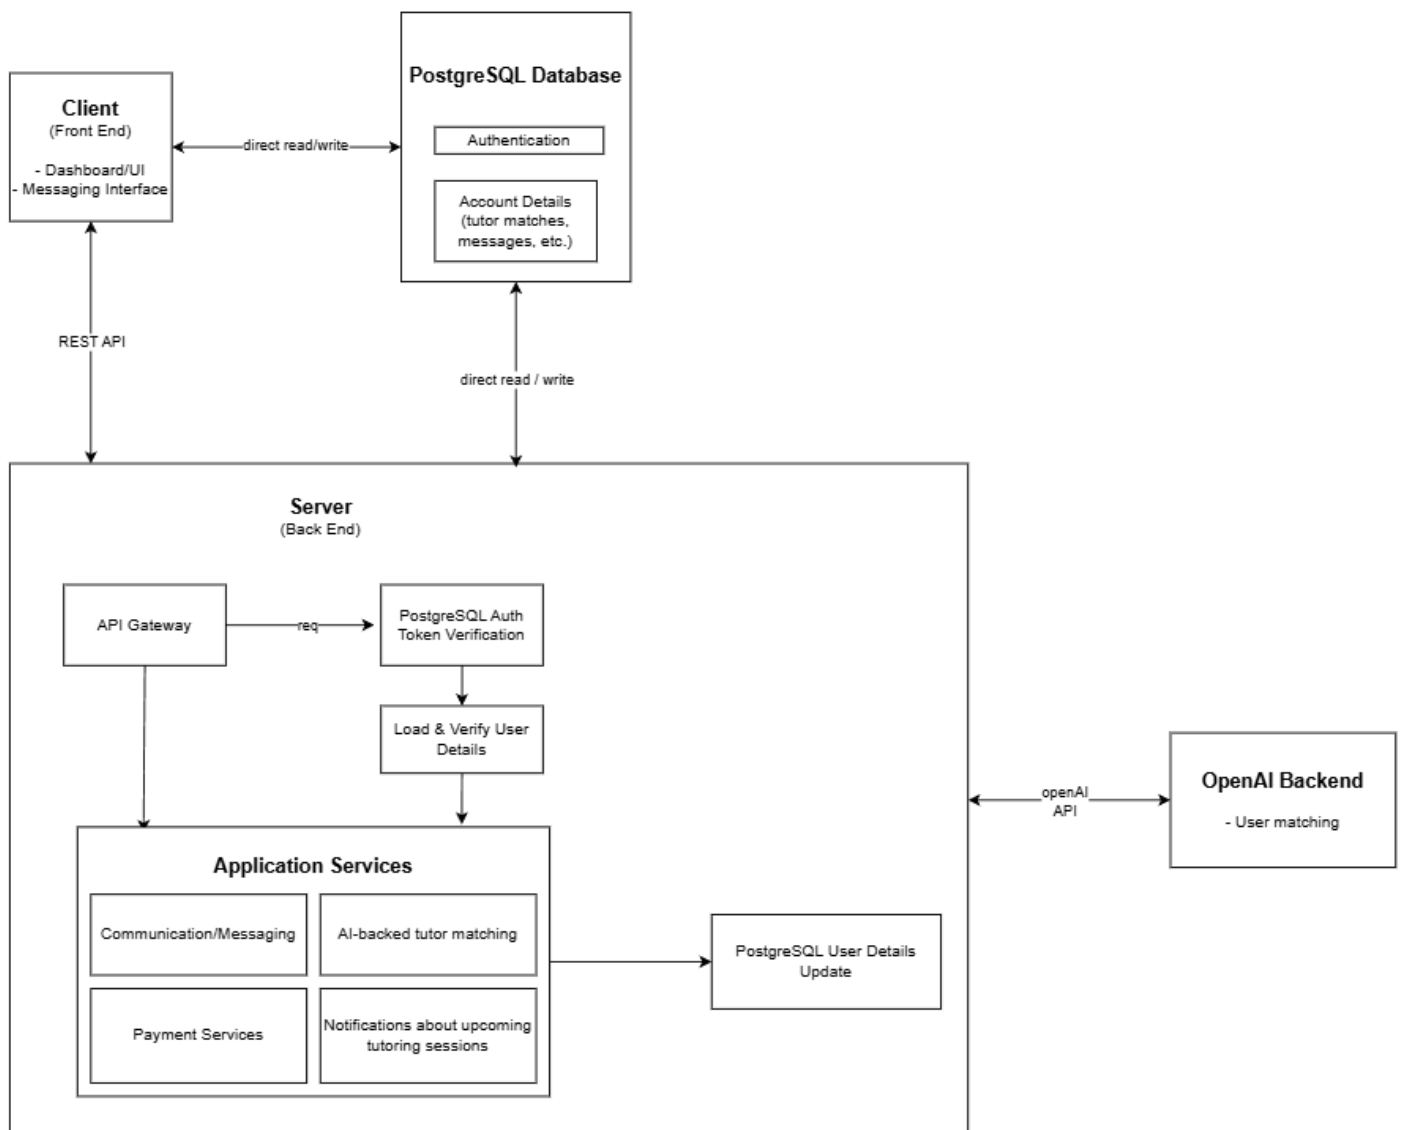 PostgreSQL Database
Client
(Front End)
- Dashboard/UI
- Messaging Interface
direct read/write
Authentication
Account Details
(tutor matches,
messages, etc.)
REST API
direct read / write
Server
(Back End)
API Gateway
req
PostgreSQL Auth
Token Verification
Load & Verify User
Details
openAI
API
OpenAI Backend
- User matching
Application Services
Communication/Messaging
AI-backed tutor matching
Payment Services
Notifications about upcoming
tutoring sessions
PostgreSQL User Details
Update